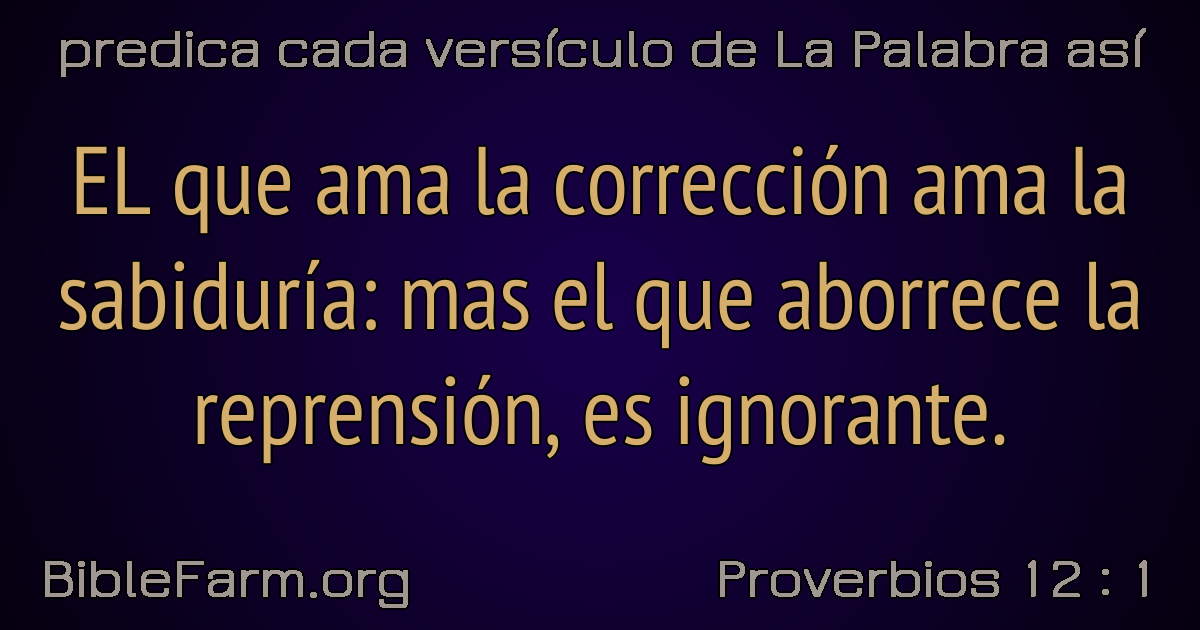 predica cada versículo de La Palabra así
EL que ama la corrección ama la
sabiduría: mas el que aborrece la
reprensión, es ignorante.
BibleFarm.org
Proverbios 12 : 1